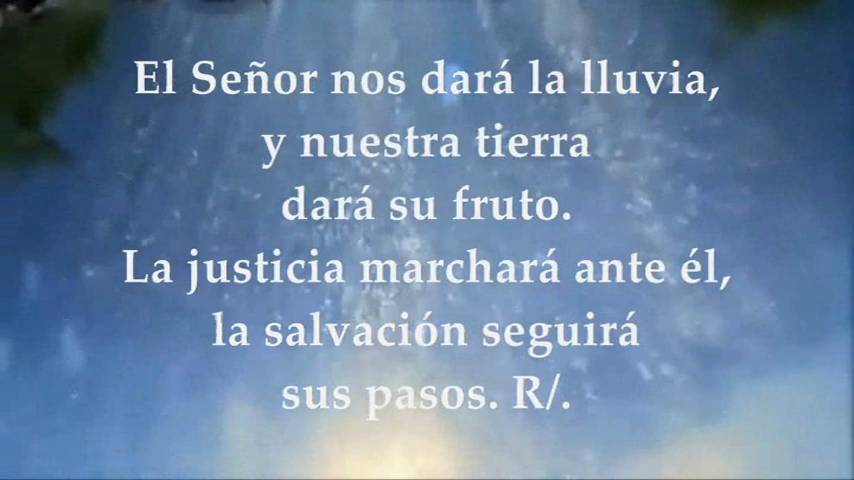 El Señor nos dará la lluvia,
y nuestra tierra
dará su fruto.
La justicia marchará ante él,
la salvación seguirá
sus pasos. R/.